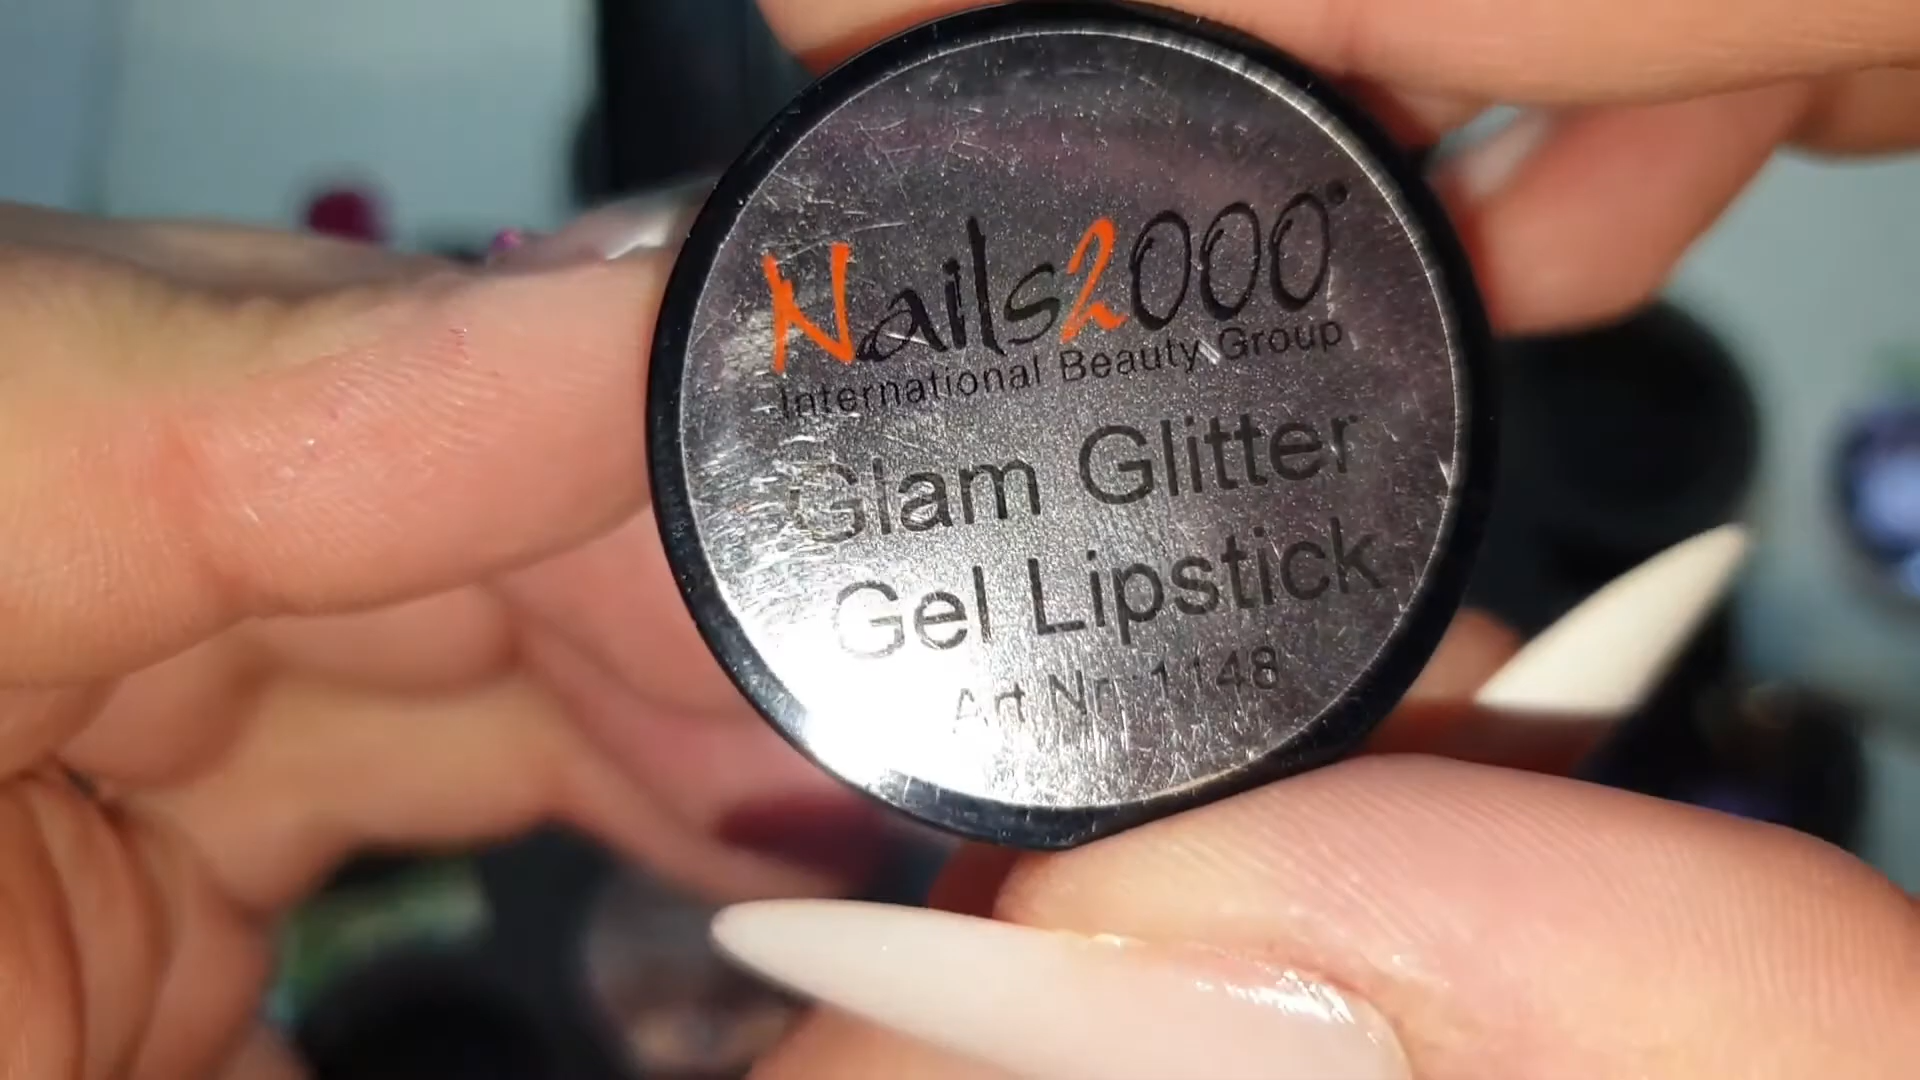 Nails2000®
International Beauty Group
Glam Glitter
Gel Lipstick
Art Nr.: 1148